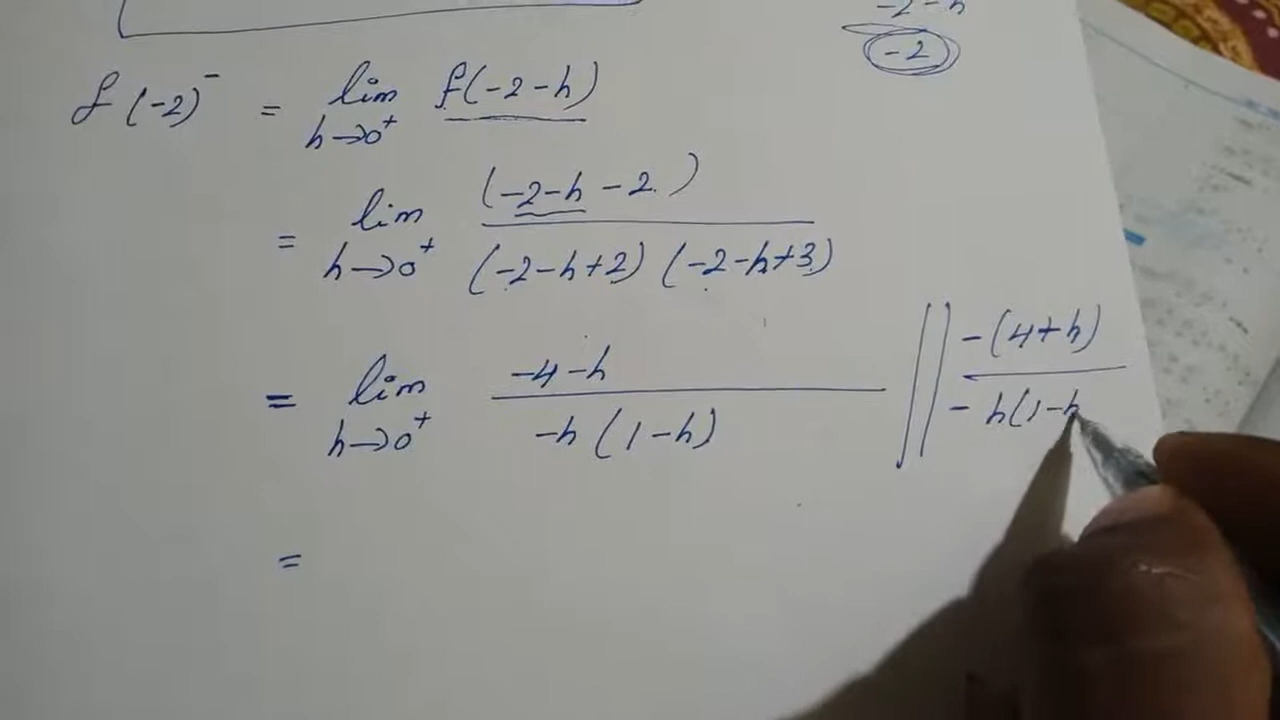 -2-h
-2
f(-2)⁻ = lim h→0⁺ f(-2-h)
= lim h→0⁺ (-2-h-2) / (-2-h+2) (-2-h+3)
= lim h→0⁺ -4-h / -h(1-h) || -(4+h) / -h(1-h
=